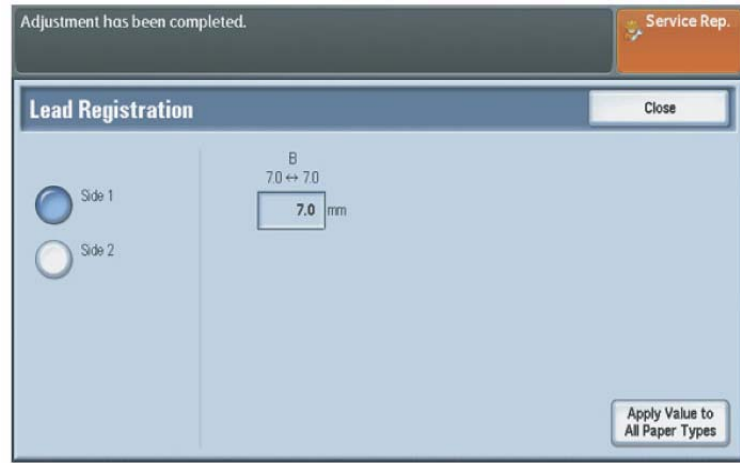 Adjustment has been completed.
Service Rep.
Lead Registration
Close
B
7.0 ↔ 7.0
Side 1
7.0 mm
Side 2
Apply Value to
All Paper Types